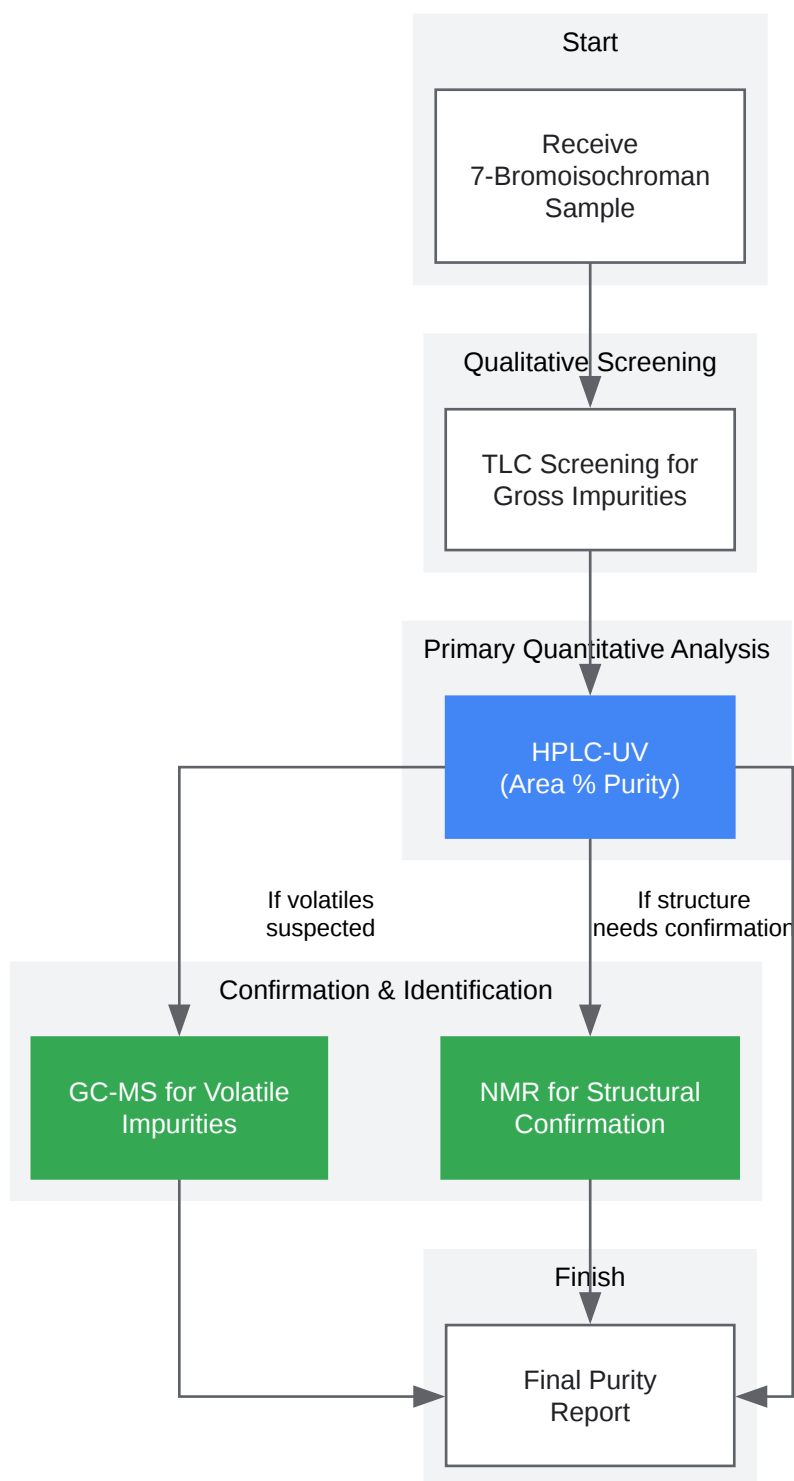 Start
Receive
7-Bromoisochroman
Sample
Qualitative Screening
TLC Screening for
Gross Impurities
Primary Quantitative Analysis
HPLC-UV
(Area % Purity)
If volatiles
suspected
If structure
needs confirmation
Confirmation & Identification
GC-MS for Volatile
Impurities
NMR for Structural
Confirmation
Finish
Final Purity
Report